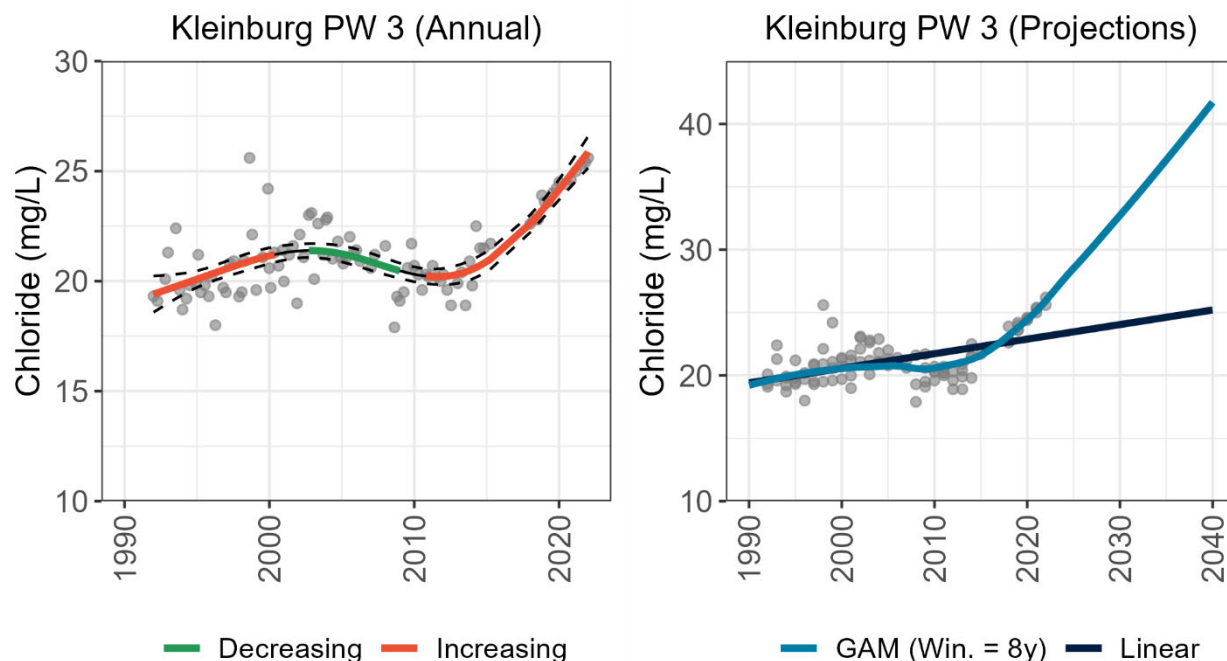 Kleinburg PW 3 (Annual)
Chloride (mg/L)
30
25
20
15
10
1990
2000
2010
2020
Decreasing
Increasing
Kleinburg PW 3 (Projections)
Chloride (mg/L)
40
30
20
10
1990
2000
2010
2020
2030
2040
GAM (Win. = 8y)
Linear